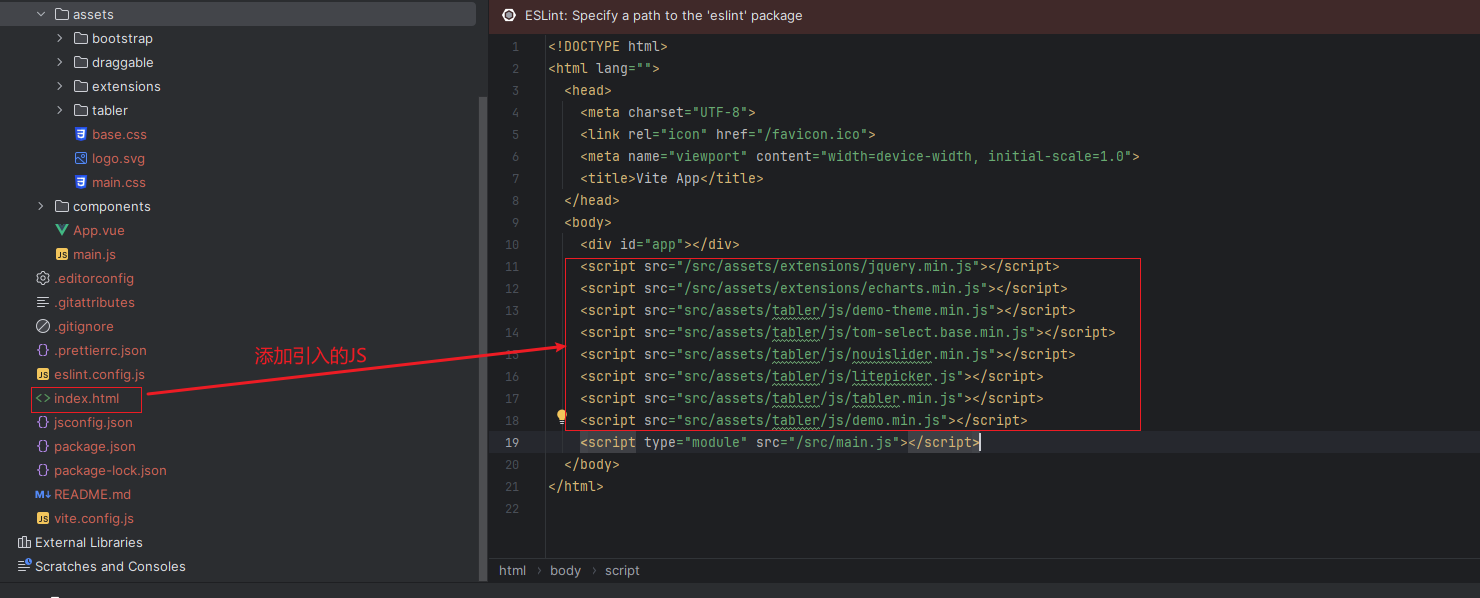 assets
bootstrap
draggable
extensions
tabler
base.css
logo.svg
main.css
components
App.vue
main.js
.editorconfig
.gitattributes
.gitignore
.prettierrc.json
eslint.config.js
index.html
jsconfig.json
package.json
package-lock.json
README.md
vite.config.js
External Libraries
Scratches and Consoles
添加引入的JS
ESLint: Specify a path to the 'eslint' package
1 <!DOCTYPE html>
2 <html lang="">
3 <head>
4 <meta charset="UTF-8">
5 <link rel="icon" href="/favicon.ico">
6 <meta name="viewport" content="width=device-width, initial-scale=1.0">
7 <title>Vite App</title>
8 </head>
9 <body>
10 <div id="app"></div>
11 <script src="/src/assets/extensions/jquery.min.js"></script>
12 <script src="/src/assets/extensions/echarts.min.js"></script>
13 <script src="src/assets/tabler/js/demo-theme.min.js"></script>
14 <script src="src/assets/tabler/js/tom-select.base.min.js"></script>
15 <script src="src/assets/tabler/js/nouislider.min.js"></script>
16 <script src="src/assets/tabler/js/litepicker.js"></script>
17 <script src="src/assets/tabler/js/tabler.min.js"></script>
18 <script src="src/assets/tabler/js/demo.min.js"></script>
19 <script type="module" src="/src/main.js"></script>
20 </body>
21 </html>
22
html › body › script